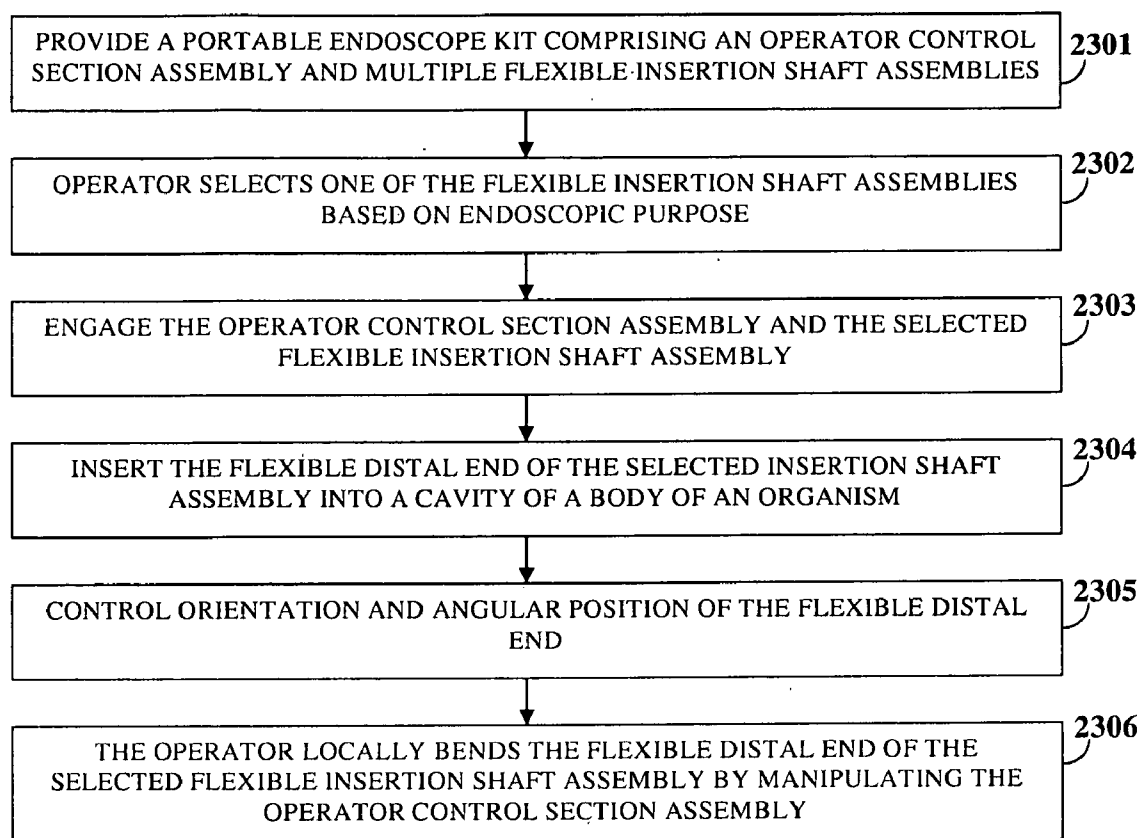 PROVIDE A PORTABLE ENDOSCOPE KIT COMPRISING AN OPERATOR CONTROL
SECTION ASSEMBLY AND MULTIPLE FLEXIBLE INSERTION SHAFT ASSEMBLIES
2301
OPERATOR SELECTS ONE OF THE FLEXIBLE INSERTION SHAFT ASSEMBLIES
BASED ON ENDOSCOPIC PURPOSE
2302
ENGAGE THE OPERATOR CONTROL SECTION ASSEMBLY AND THE SELECTED
FLEXIBLE INSERTION SHAFT ASSEMBLY
2303
INSERT THE FLEXIBLE DISTAL END OF THE SELECTED INSERTION SHAFT
ASSEMBLY INTO A CAVITY OF A BODY OF AN ORGANISM
2304
CONTROL ORIENTATION AND ANGULAR POSITION OF THE FLEXIBLE DISTAL
END
2305
THE OPERATOR LOCALLY BENDS THE FLEXIBLE DISTAL END OF THE
SELECTED FLEXIBLE INSERTION SHAFT ASSEMBLY BY MANIPULATING THE
OPERATOR CONTROL SECTION ASSEMBLY
2306